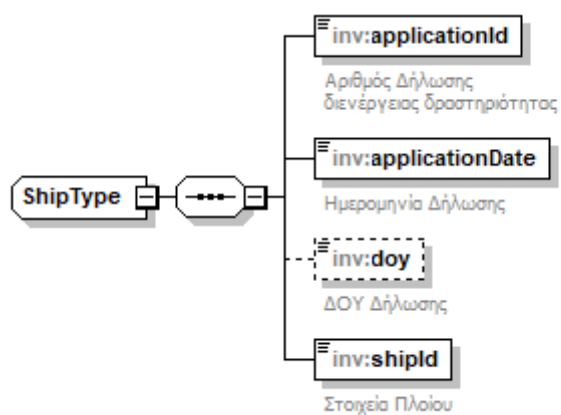 inv:applicationId
Αριθμός Δήλωσης
διενέργειας δραστηριότητας
inv:applicationDate
Ημερομηνία Δήλωσης
ShipType
inv:doy
ΔΟΥ Δήλωσης
inv:shipId
Στοιχεία Πλοίου